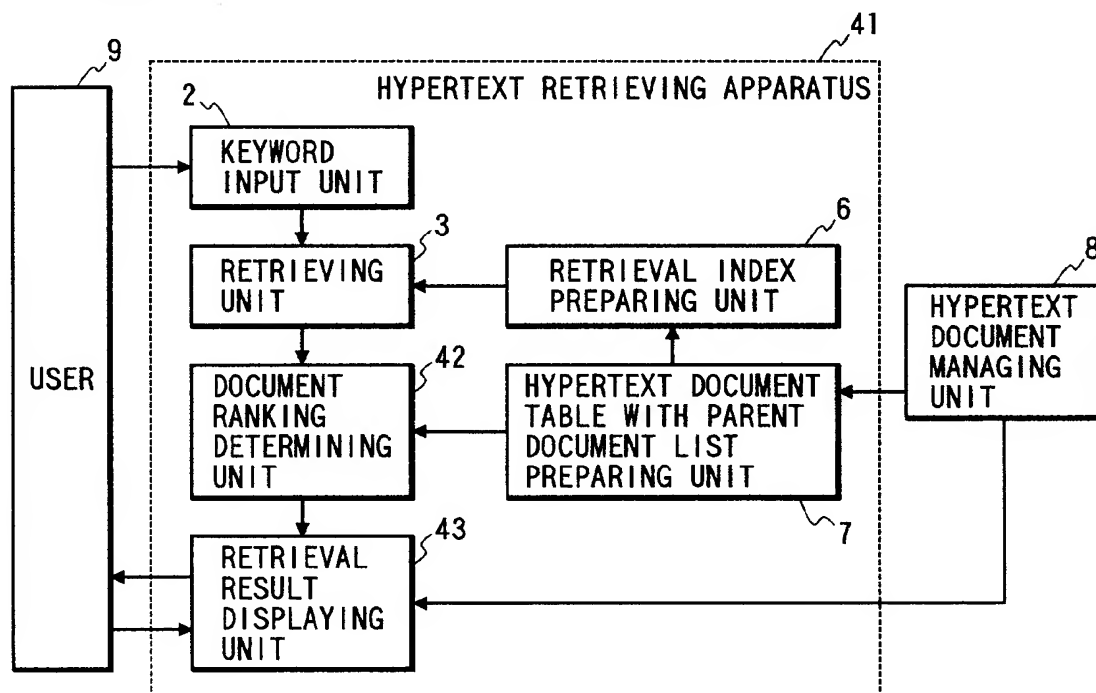 41
9
HYPERTEXT RETRIEVING APPARATUS
2
KEYWORD
INPUT UNIT
3
RETRIEVING
UNIT
6
RETRIEVAL INDEX
PREPARING UNIT
8
HYPERTEXT
DOCUMENT
MANAGING
UNIT
USER
42
DOCUMENT
RANKING
DETERMINING
UNIT
HYPERTEXT DOCUMENT
TABLE WITH PARENT
DOCUMENT LIST
PREPARING UNIT
7
43
RETRIEVAL
RESULT
DISPLAYING
UNIT